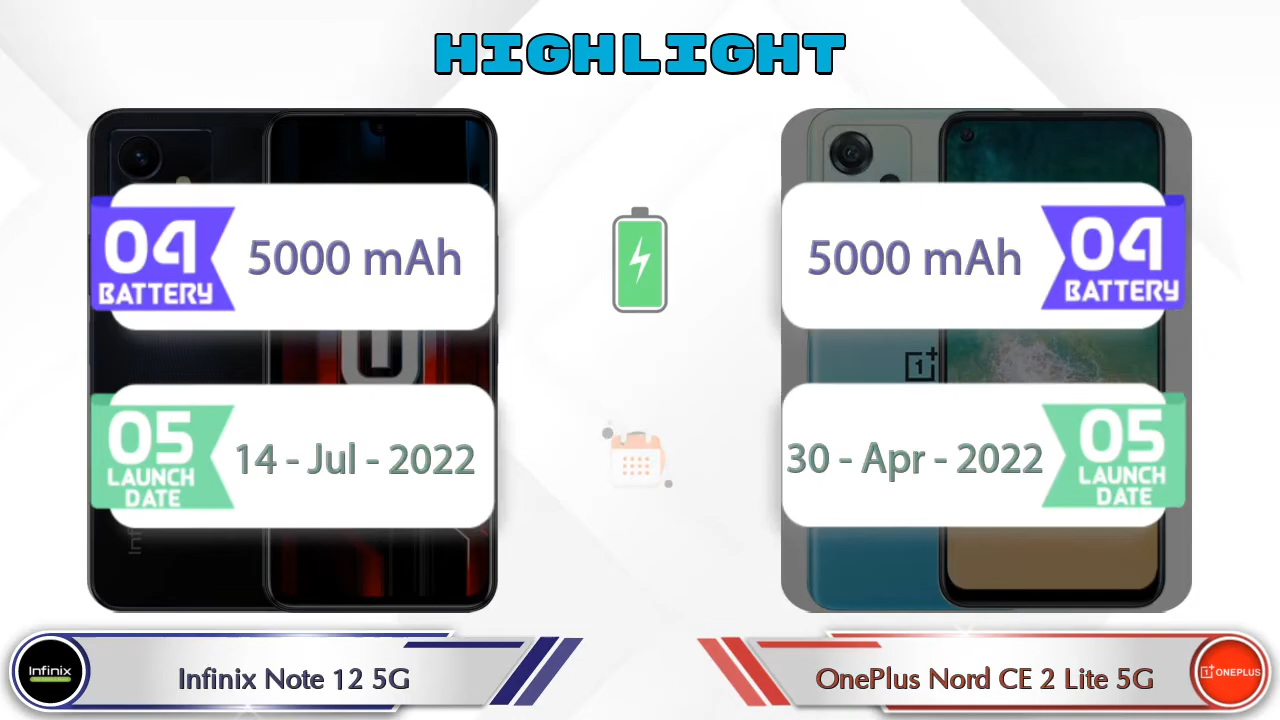 HIGHLIGHT
04
BATTERY
5000 mAh
5000 mAh
04
BATTERY
05
LAUNCH
DATE
14 - Jul - 2022
30 - Apr - 2022
05
LAUNCH
DATE
Infinix
Infinix Note 12 5G
OnePlus Nord CE 2 Lite 5G
1+ ONEPLUS